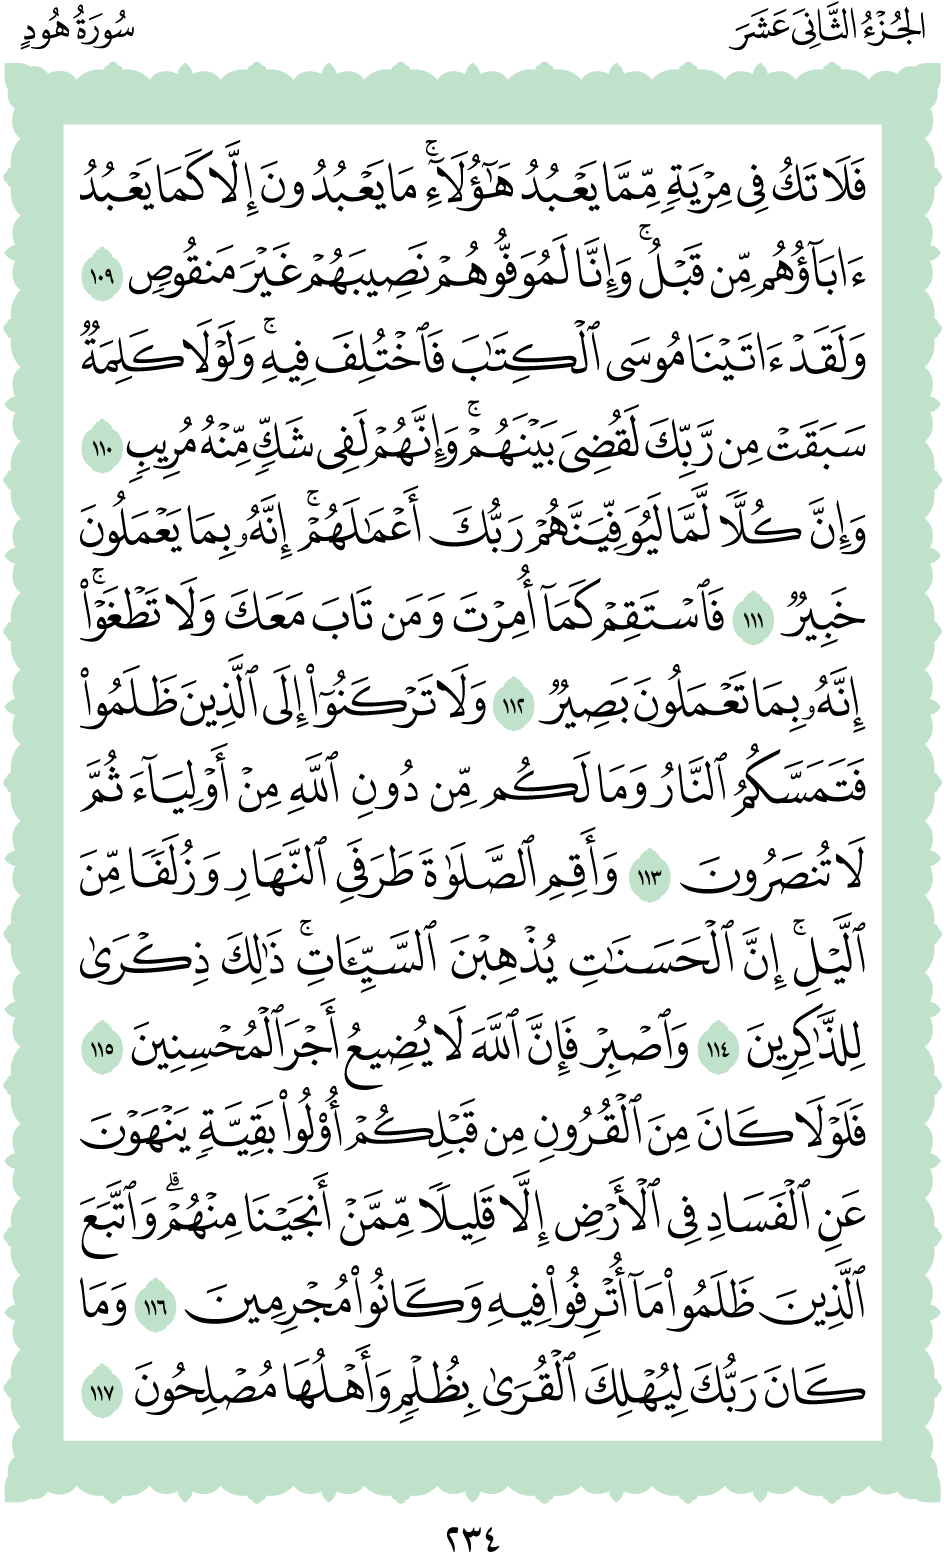 الجُزْءُ الثَّانِي عَشَرَ
سُورَةُ هُودٍ
فَلَا تَكُ فِي مِرْيَةٍ مِّمَّا يَعْبُدُ هَٰٓؤُلَآءِۚ مَا يَعْبُدُونَ إِلَّا كَمَا يَعْبُدُ
ءَابَآؤُهُم مِّن قَبْلُۚ وَإِنَّا لَمُوَفُّوهُمْ نَصِيبَهُمْ غَيْرَ مَنقُوصٍ ١٠٩
وَلَقَدْ ءَاتَيْنَا مُوسَى ٱلْكِتَٰبَ فَٱخْتُلِفَ فِيهِۚ وَلَوْلَا كَلِمَةٌ
سَبَقَتْ مِن رَّبِّكَ لَقُضِيَ بَيْنَهُمْۚ وَإِنَّهُمْ لَفِي شَكٍّ مِّنْهُ مُرِيبٍ ١١٠
وَإِنَّ كُلًّا لَّمَّا لَيُوَفِّيَنَّهُمْ رَبُّكَ أَعْمَٰلَهُمْۚ إِنَّهُۥ بِمَا يَعْمَلُونَ
خَبِيرٌ ١١١ فَٱسْتَقِمْ كَمَآ أُمِرْتَ وَمَن تَابَ مَعَكَ وَلَا تَطْغَوْا۟ۚ
إِنَّهُۥ بِمَا تَعْمَلُونَ بَصِيرٌ ١١٢ وَلَا تَرْكَنُوٓا۟ إِلَى ٱلَّذِينَ ظَلَمُوا۟
فَتَمَسَّكُمُ ٱلنَّارُ وَمَا لَكُم مِّن دُونِ ٱللَّهِ مِنْ أَوْلِيَآءَ ثُمَّ
لَا تُنصَرُونَ ١١٣ وَأَقِمِ ٱلصَّلَوٰةَ طَرَفَيِ ٱلنَّهَارِ وَزُلَفًا مِّنَ
ٱلَّيْلِۚ إِنَّ ٱلْحَسَنَٰتِ يُذْهِبْنَ ٱلسَّيِّـَٔاتِۚ ذَٰلِكَ ذِكْرَىٰ
لِلذَّٰكِرِينَ ١١٤ وَٱصْبِرْ فَإِنَّ ٱللَّهَ لَا يُضِيعُ أَجْرَ ٱلْمُحْسِنِينَ ١١٥
فَلَوْلَا كَانَ مِنَ ٱلْقُرُونِ مِن قَبْلِكُمْ أُو۟لُوا۟ بَقِيَّةٍ يَنْهَوْنَ
عَنِ ٱلْفَسَادِ فِي ٱلْأَرْضِ إِلَّا قَلِيلًا مِّمَّنْ أَنجَيْنَا مِنْهُمْۗ وَٱتَّبَعَ
ٱلَّذِينَ ظَلَمُوا۟ مَآ أُتْرِفُوا۟ فِيهِ وَكَانُوا۟ مُجْرِمِينَ ١١٦ وَمَا
كَانَ رَبُّكَ لِيُهْلِكَ ٱلْقُرَىٰ بِظُلْمٍ وَأَهْلُهَا مُصْلِحُونَ ١١٧
٢٣٤